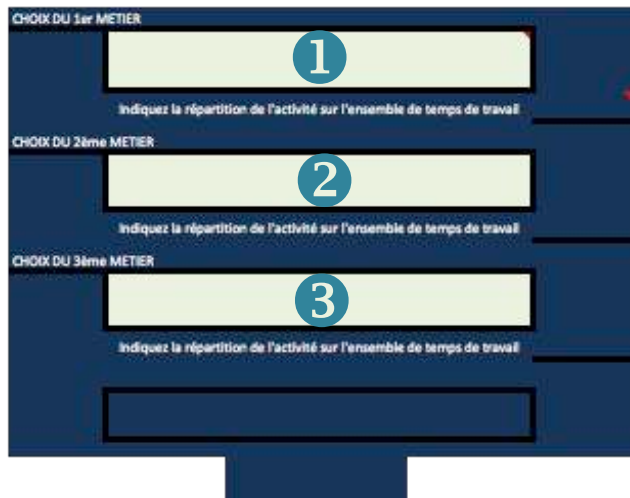 CHOIX DU 1er METIER
1
Indiquez la répartition de l'activité sur l'ensemble de temps de travail
CHOIX DU 2ème METIER
2
Indiquez la répartition de l'activité sur l'ensemble de temps de travail
CHOIX DU 3ème METIER
3
Indiquez la répartition de l'activité sur l'ensemble de temps de travail